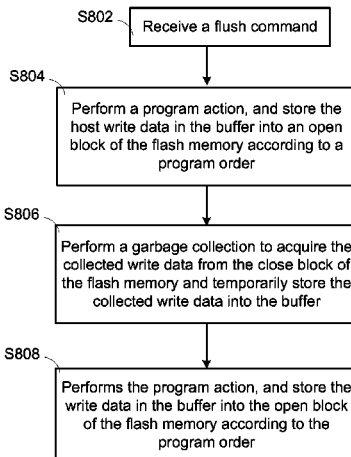 S802
Receive a flush command
S804
Perform a program action, and store the
host write data in the buffer into an open
block of the flash memory according to a
program order
S806
Perform a garbage collection to acquire the
collected write data from the close block of
the flash memory and temporarily store the
collected write data into the buffer
S808
Performs the program action, and store the
write data in the buffer into the open block
of the flash memory according to the
program order